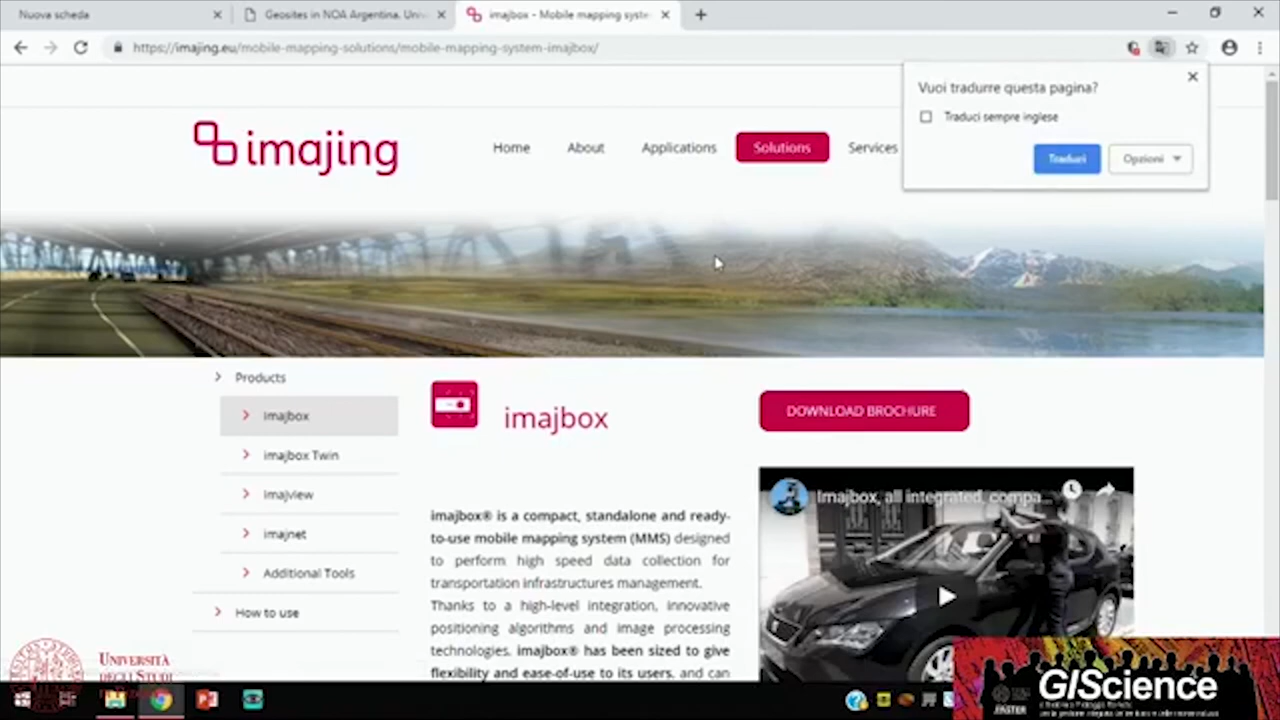 Nuova scheda
Geosites in NOA Argentina. Univ
imajbox - Mobile mapping syste
https://imajing.eu/mobile-mapping-solutions/mobile-mapping-system-imajbox/
Vuoi tradurre questa pagina?
Traduci sempre inglese
Traduci
Opzioni
imajing
Home
About
Applications
Solutions
Services
Products
imajbox
imajbox Twin
imajview
imajnet
Additional Tools
How to use
imajbox
DOWNLOAD BROCHURE
Imajbox, all integrated, compa...
imajbox® is a compact, standalone and ready-
to-use mobile mapping system (MMS) designed
to perform high speed data collection for
transportation infrastructures management.
Thanks to a high-level integration, innovative
positioning algorithms and image processing
technologies, imajbox® has been sized to give
flexibility and ease-of-use to its users, and can
UNIVERSITÀ
DEGLI STUDI
GIScience